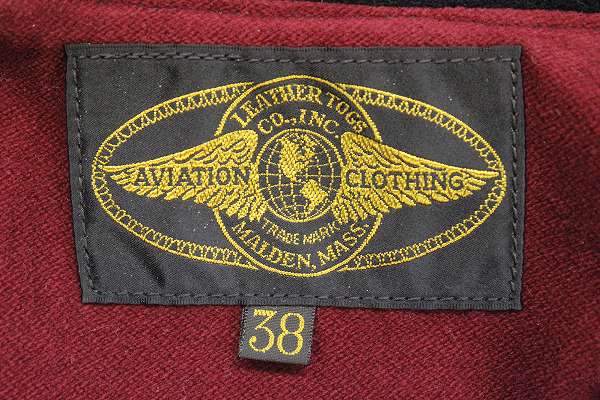 LEATHER TOGS
CO., INC.
AVIATION CLOTHING
TRADE MARK
MALDEN, MASS.
38